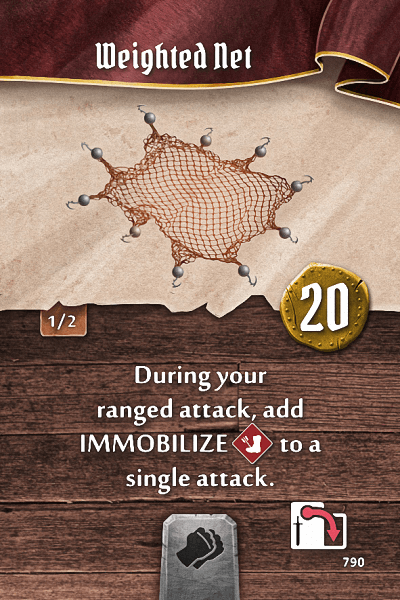 Weighted Net
1/2
20
During your
ranged attack, add
IMMOBILIZE to a
single attack.
790